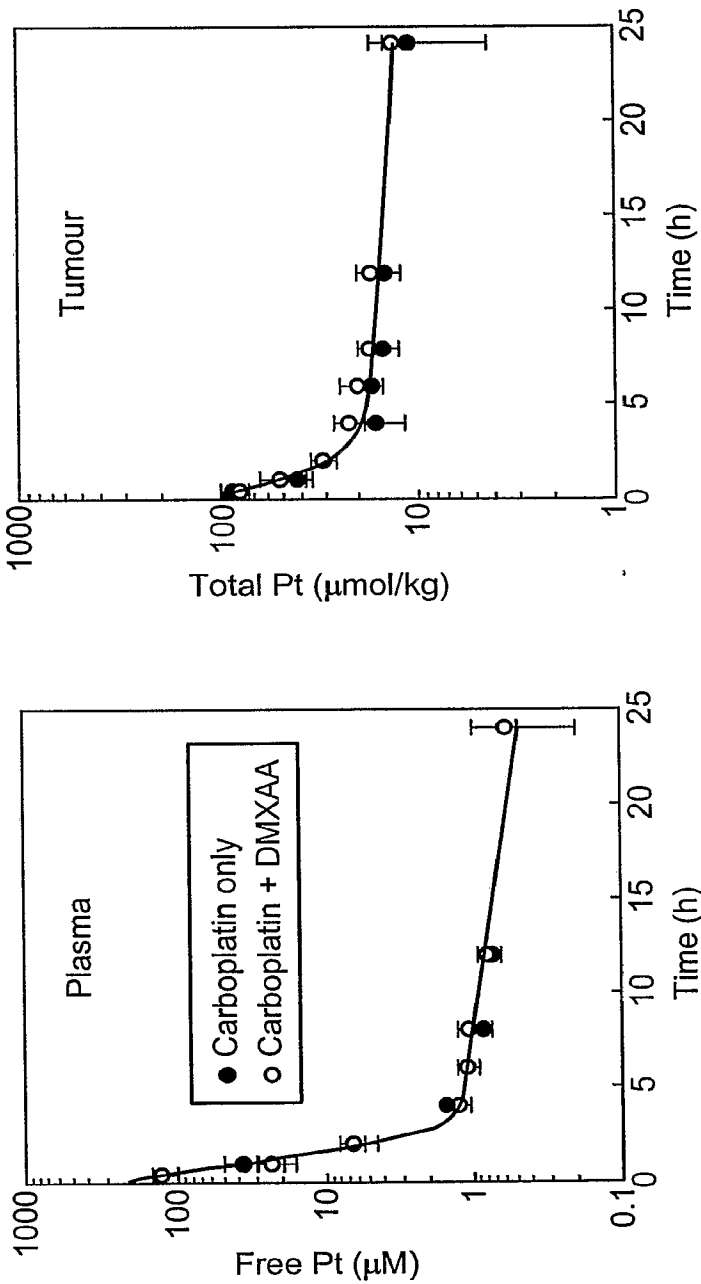 Plasma
Carboplatin only
Carboplatin + DMXAA
Free Pt (μM)
1000
100
10
1
0.1
0
5
10
15
20
25
Time (h)
Tumour
Total Pt (μmol/kg)
1000
100
10
1
0
5
10
15
20
25
Time (h)